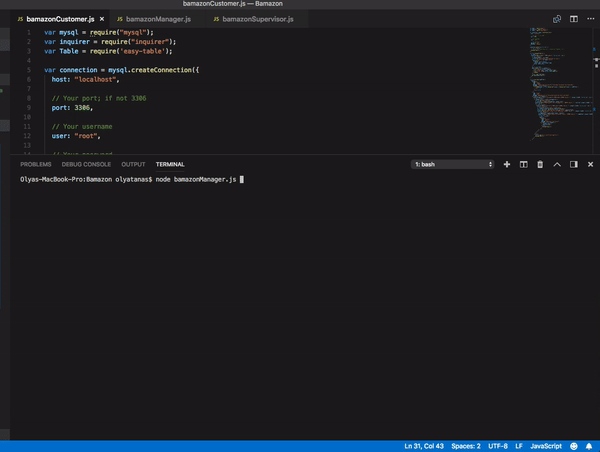 bamazonCustomer.js — Bamazon
JS bamazonCustomer.js JS bamazonManager.js JS bamazonSupervisor.js
1 var mysql = require("mysql");
2 var inquirer = require("inquirer");
3 var Table = require('easy-table');
4
5 var connection = mysql.createConnection({
6 host: "localhost",
7
8 // Your port; if not 3306
9 port: 3306,
10
11 // Your username
12 user: "root",
13
14 // Your password
PROBLEMS DEBUG CONSOLE OUTPUT TERMINAL 1: bash
Olyas-MacBook-Pro:Bamazon olyatanas$ node bamazonManager.js
Ln 31, Col 43 Spaces: 2 UTF-8 LF JavaScript